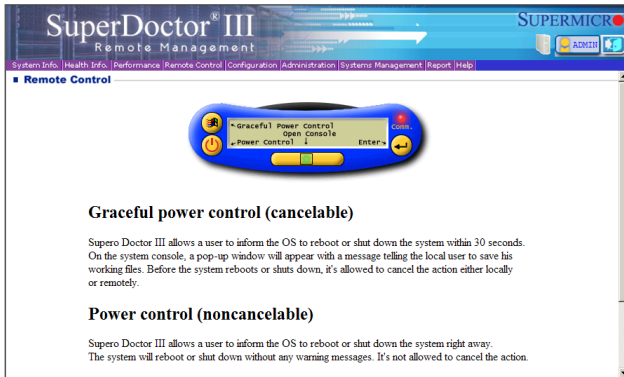 SuperDoctor® III
Remote Management
SUPERMICR
ADMIN
System Info. |Health Info. |Performance |Remote Control |Configuration |Administration |Systems Management |Report |Help|
Remote Control
Graceful Power Control
Open Console
Power Control ↓ Enter
Comm.
Graceful power control (cancelable)
Supero Doctor III allows a user to inform the OS to reboot or shut down the system within 30 seconds.
On the system console, a pop-up window will appear with a message telling the local user to save his
working files. Before the system reboots or shuts down, it's allowed to cancel the action either locally
or remotely.
Power control (noncancelable)
Supero Doctor III allows a user to inform the OS to reboot or shut down the system right away.
The system will reboot or shut down without any warning messages. It's not allowed to cancel the action.